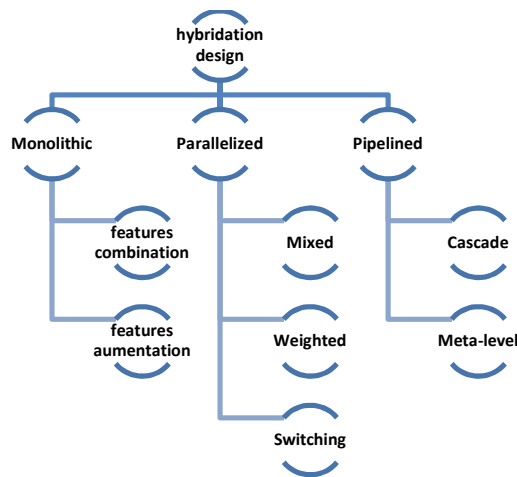 hybridation
design
Monolithic
Parallelized
Pipelined
features
combination
Mixed
Cascade
features
aumentation
Weighted
Meta-level
Switching